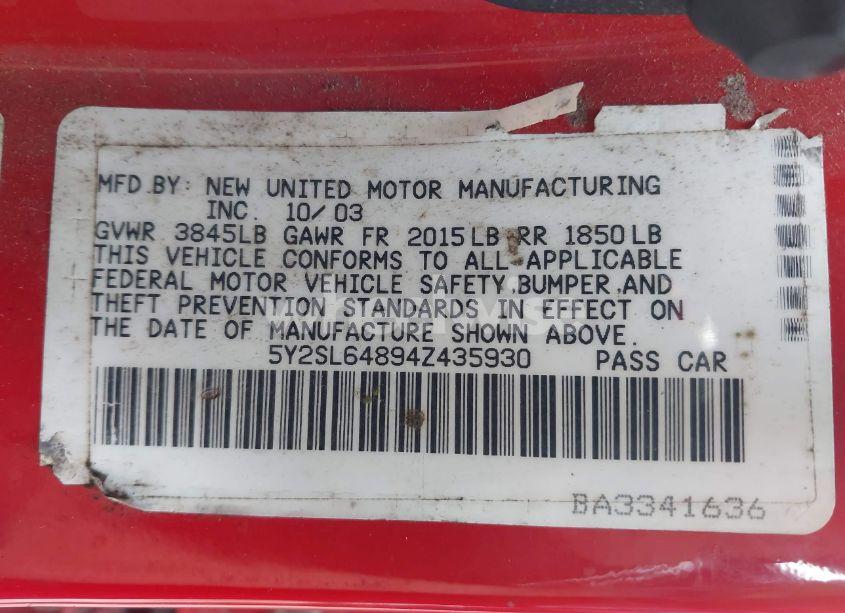 MFD BY: NEW UNITED MOTOR MANUFACTURING
INC. 10/03
GVWR 3845LB GAWR FR 2015LB RR 1850LB
THIS VEHICLE CONFORMS TO ALL APPLICABLE
FEDERAL MOTOR VEHICLE SAFETY,BUMPER,AND
THEFT PREVENTION STANDARDS IN EFFECT ON
THE DATE OF MANUFACTURE SHOWN ABOVE.
5Y2SL64894Z435930 PASS CAR
BA3341636